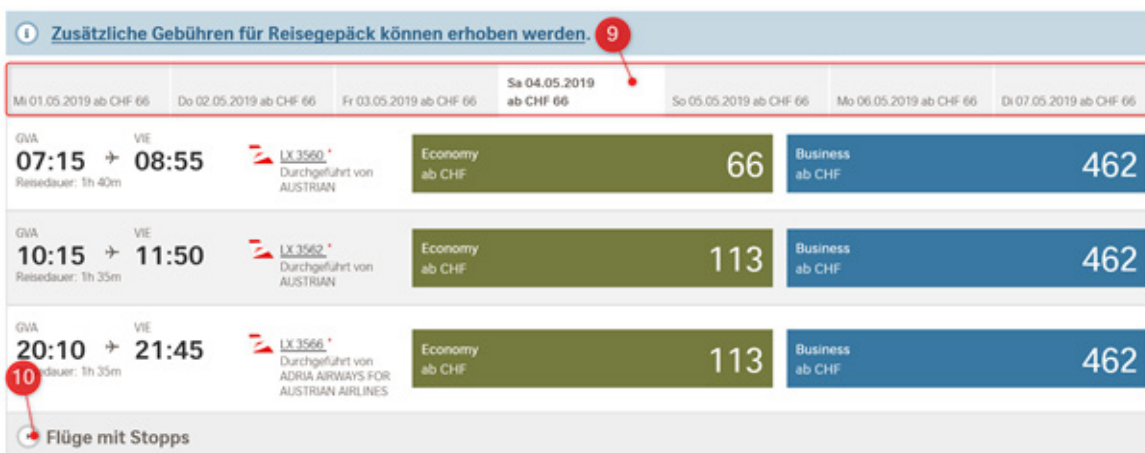 Zusätzliche Gebühren für Reisegepäck können erhoben werden. 9
Mi 01.05.2019 ab CHF 66
Do 02.05.2019 ab CHF 66
Fr 03.05.2019 ab CHF 66
Sa 04.05.2019
ab CHF 66
So 05.05.2019 ab CHF 66
Mo 06.05.2019 ab CHF 66
Di 07.05.2019 ab CHF 66
GVA VIE
07:15 08:55
Reisedauer: 1h 40m
LX 3560 *
Durchgeführt von
AUSTRIAN
Economy
ab CHF
66
Business
ab CHF
462
GVA VIE
10:15 11:50
Reisedauer: 1h 35m
LX 3562 *
Durchgeführt von
AUSTRIAN
Economy
ab CHF
113
Business
ab CHF
462
GVA VIE
20:10 21:45
10 edauer: 1h 35m
LX 3566 *
Durchgeführt von
ADRIA AIRWAYS FOR
AUSTRIAN AIRLINES
Economy
ab CHF
113
Business
ab CHF
462
Flüge mit Stopps